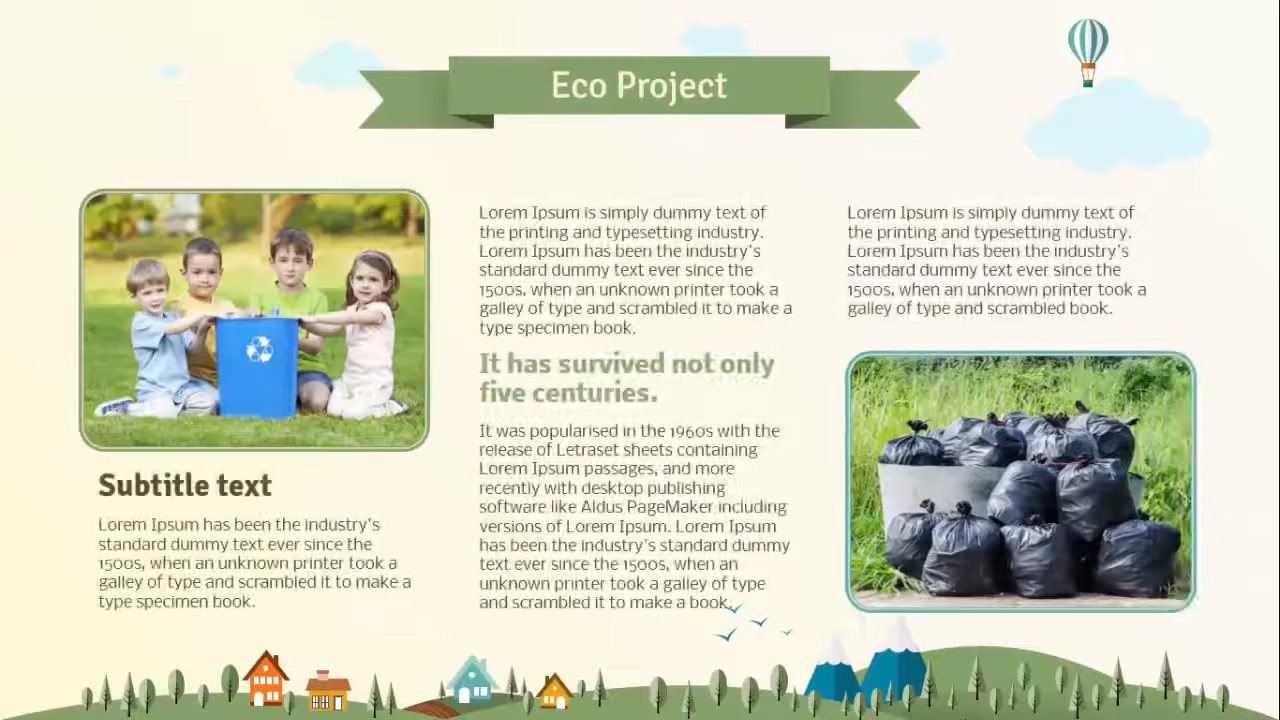 Eco Project
Subtitle text
Lorem Ipsum has been the industry's
standard dummy text ever since the
1500s, when an unknown printer took a
galley of type and scrambled it to make a
type specimen book.
Lorem Ipsum is simply dummy text of
the printing and typesetting industry.
Lorem Ipsum has been the industry's
standard dummy text ever since the
1500s, when an unknown printer took a
galley of type and scrambled it to make a
type specimen book.
It has survived not only
five centuries.
It was popularised in the 1960s with the
release of Letraset sheets containing
Lorem Ipsum passages, and more
recently with desktop publishing
software like Aldus PageMaker including
versions of Lorem Ipsum. Lorem Ipsum
has been the industry's standard dummy
text ever since the 1500s, when an
unknown printer took a galley of type
and scrambled it to make a book.
Lorem Ipsum is simply dummy text of
the printing and typesetting industry.
Lorem Ipsum has been the industry's
standard dummy text ever since the
1500s, when an unknown printer took a
galley of type and scrambled book.